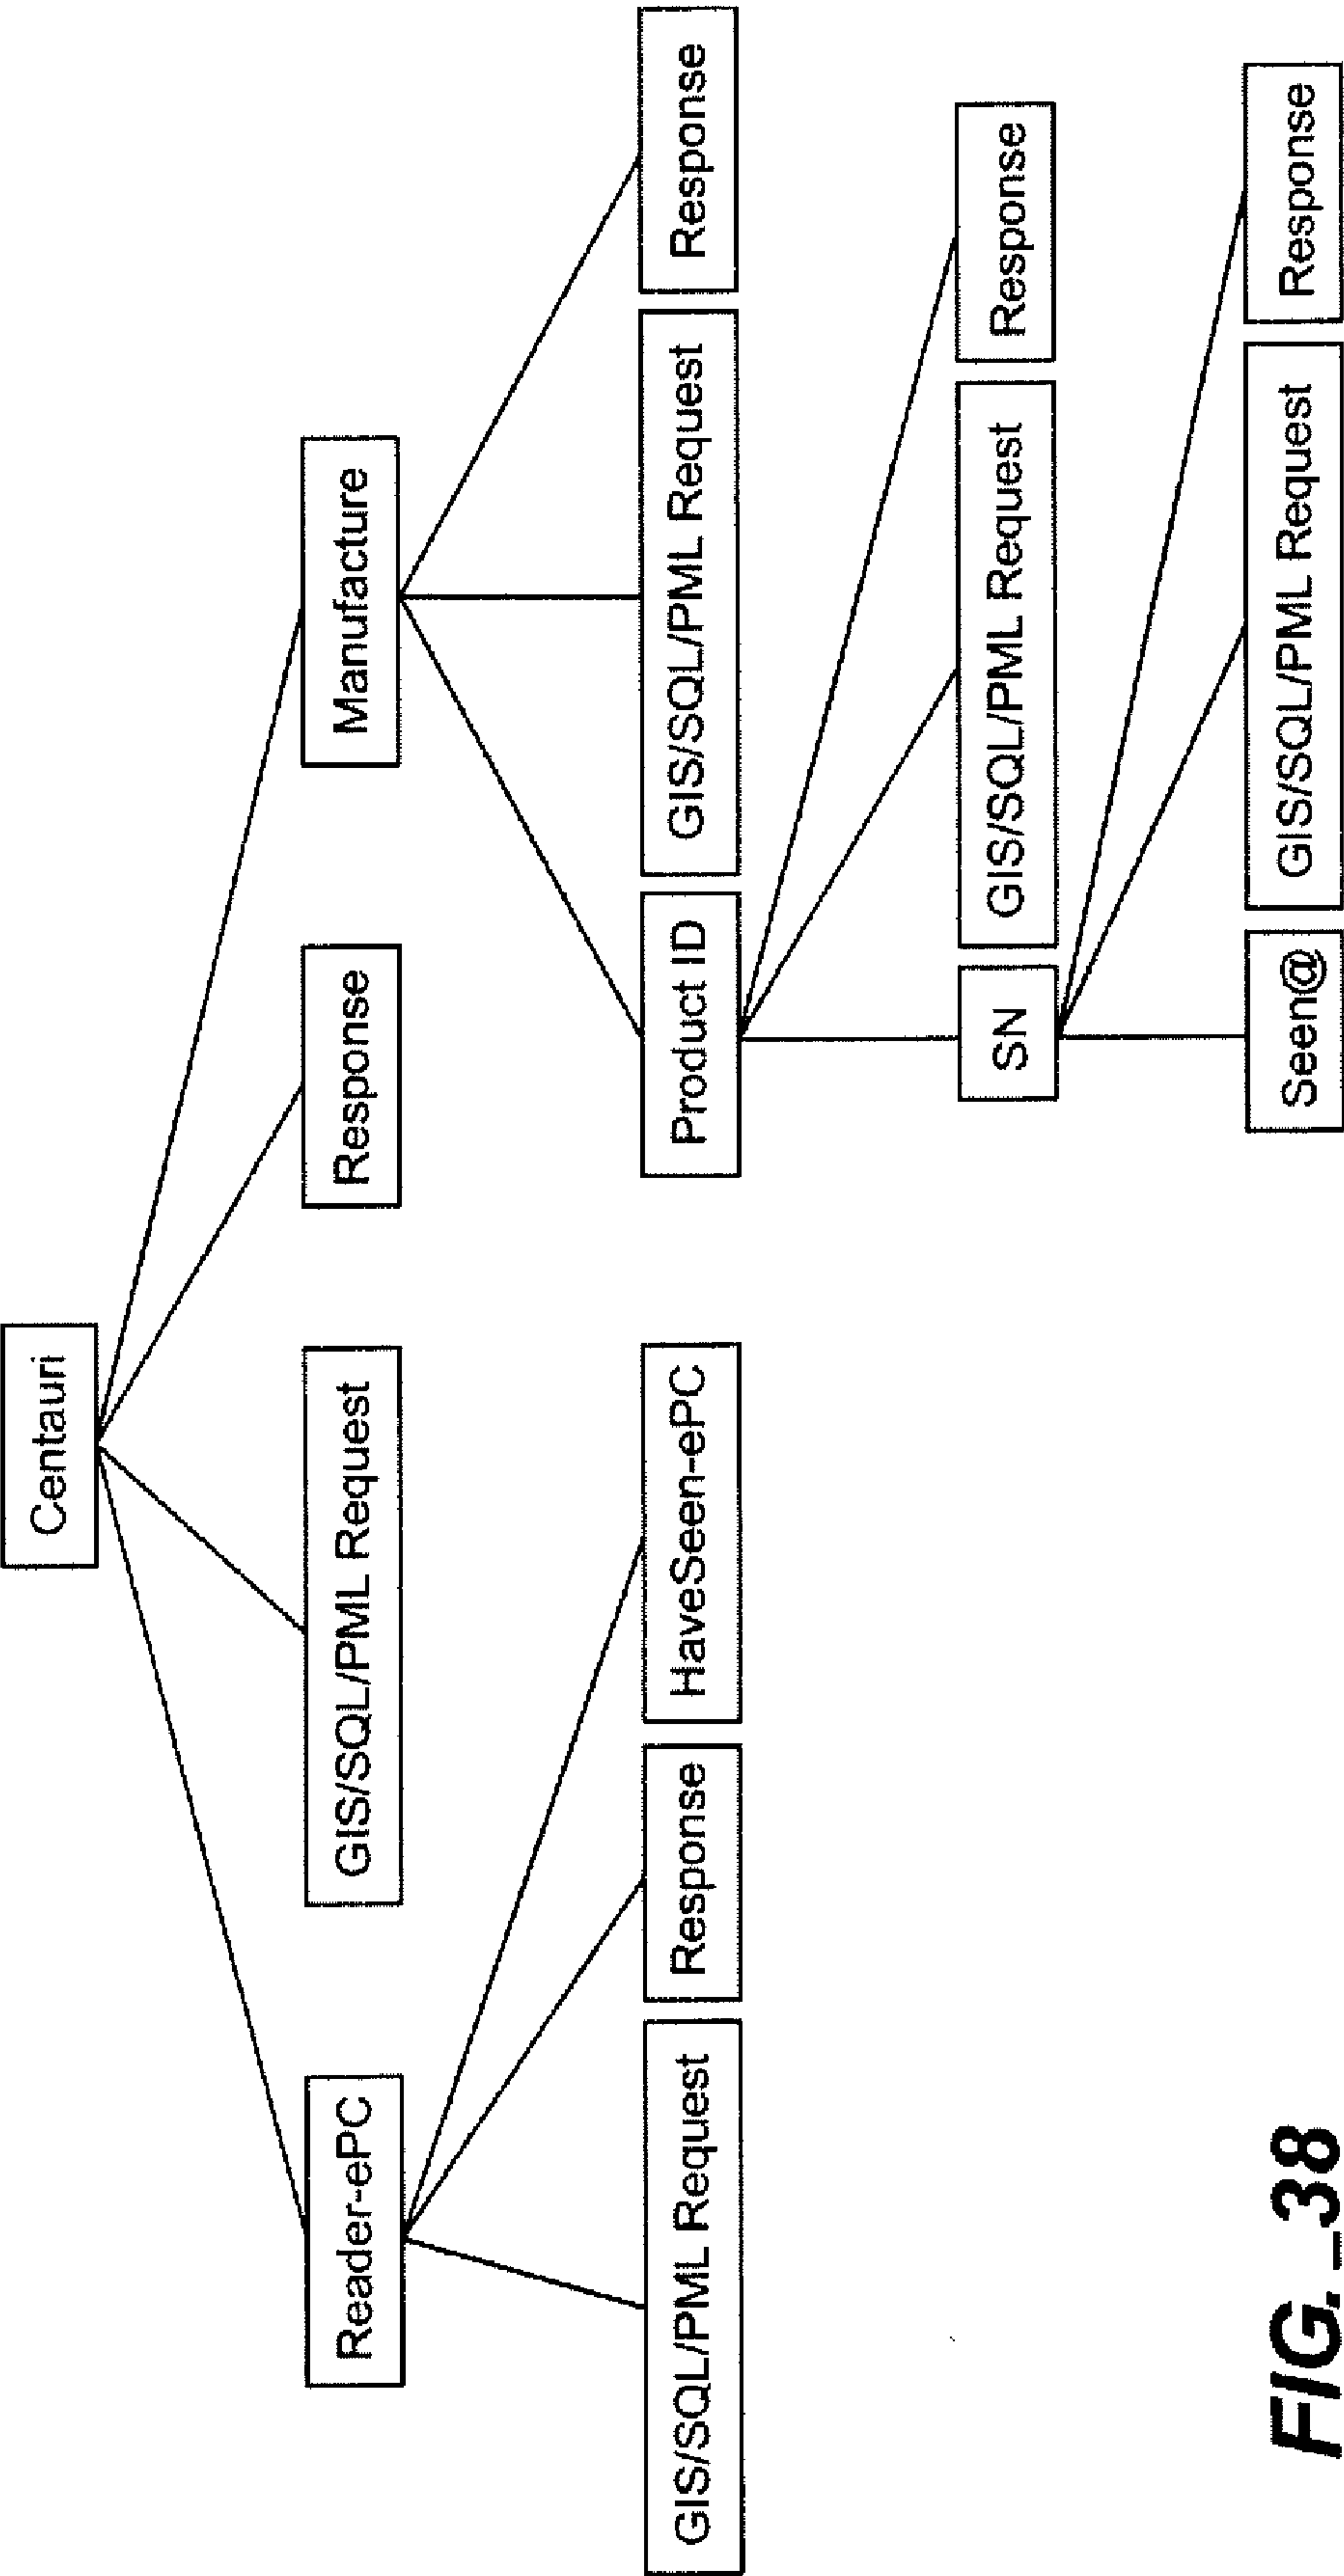 Centauri
Reader-ePC
GIS/SQL/PML Request
Response
Manufacture
GIS/SQL/PML Request
Response
HaveSeen-ePC
Product ID
GIS/SQL/PML Request
Response
SN
GIS/SQL/PML Request
Response
Seen@
GIS/SQL/PML Request
Response
FIG._38